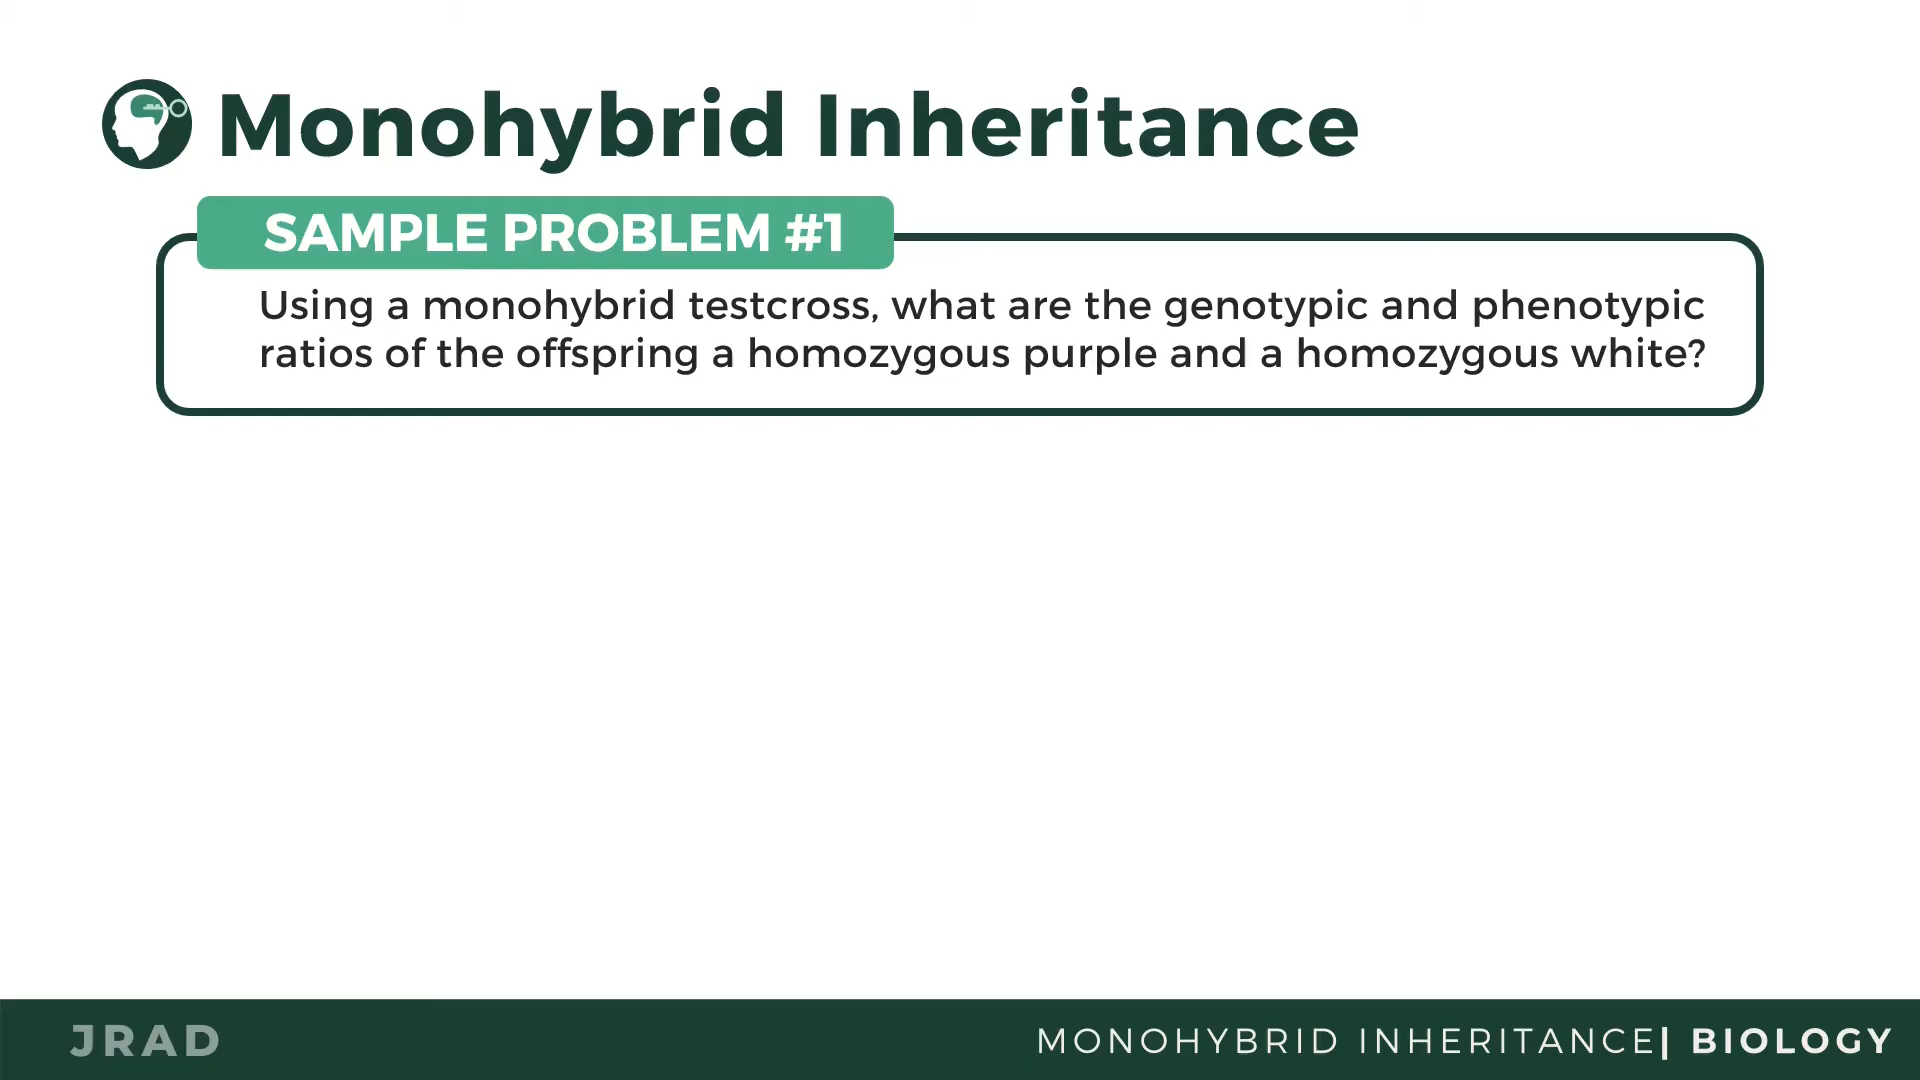 Monohybrid Inheritance
SAMPLE PROBLEM #1
Using a monohybrid testcross, what are the genotypic and phenotypic
ratios of the offspring a homozygous purple and a homozygous white?
JRAD
MONOHYBRID INHERITANCE| BIOLOGY